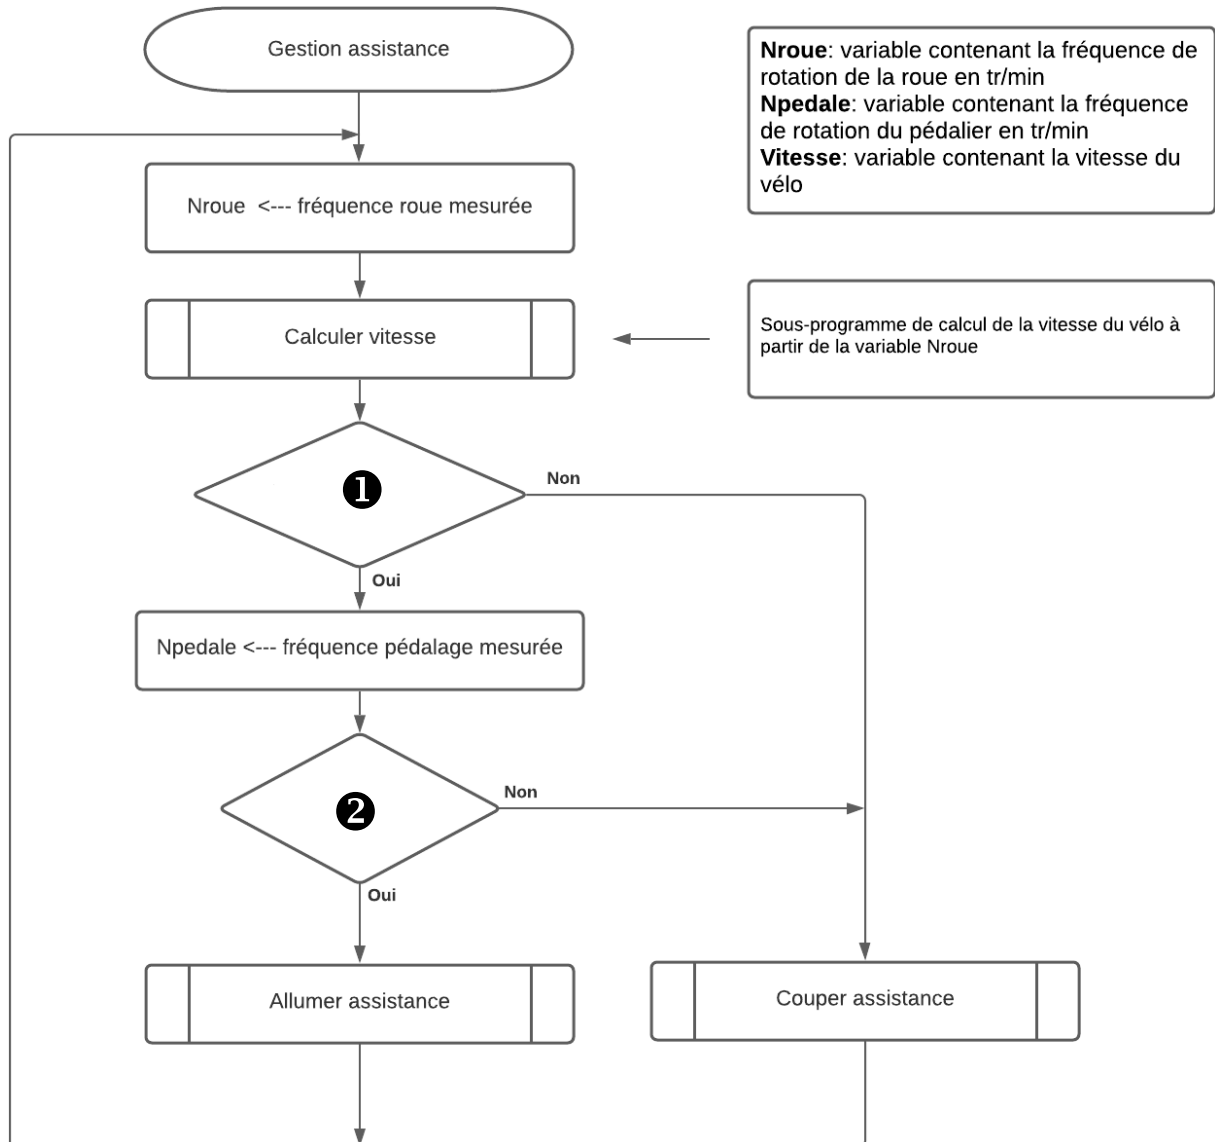 Gestion assistance
Nroue: variable contenant la fréquence de
rotation de la roue en tr/min
Npedale: variable contenant la fréquence
de rotation du pédalier en tr/min
Vitesse: variable contenant la vitesse du
vélo
Nroue <--- fréquence roue mesurée
Calculer vitesse
Sous-programme de calcul de la vitesse du vélo à
partir de la variable Nroue
1
Non
Oui
Npedale <--- fréquence pédalage mesurée
2
Non
Oui
Allumer assistance
Couper assistance